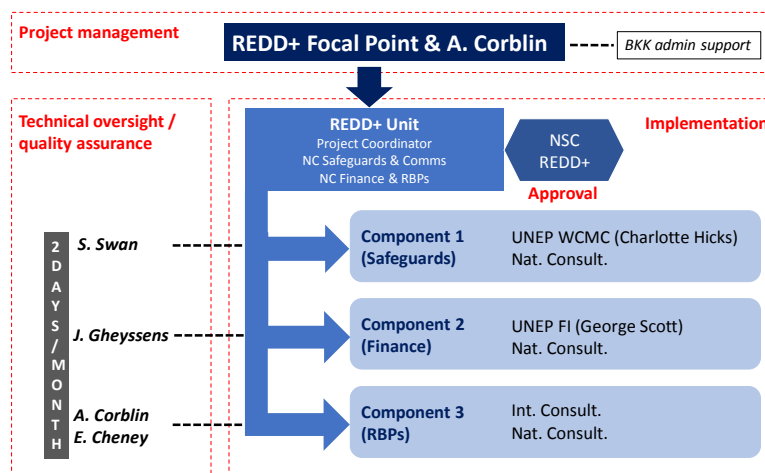 Project management
REDD+ Focal Point & A. Corblin
BKK admin support
Technical oversight /
quality assurance
REDD+ Unit
Project Coordinator
NC Safeguards & Comms
NC Finance & RBPs
NSC
REDD+
Approval
Implementation
2 DAYS/MONTH
S. Swan
Component 1
(Safeguards)
UNEP WCMC (Charlotte Hicks)
Nat. Consult.
J. Gheyssens
Component 2
(Finance)
UNEP FI (George Scott)
Nat. Consult.
A. Corblin
E. Cheney
Component 3
(RBPs)
Int. Consult.
Nat. Consult.